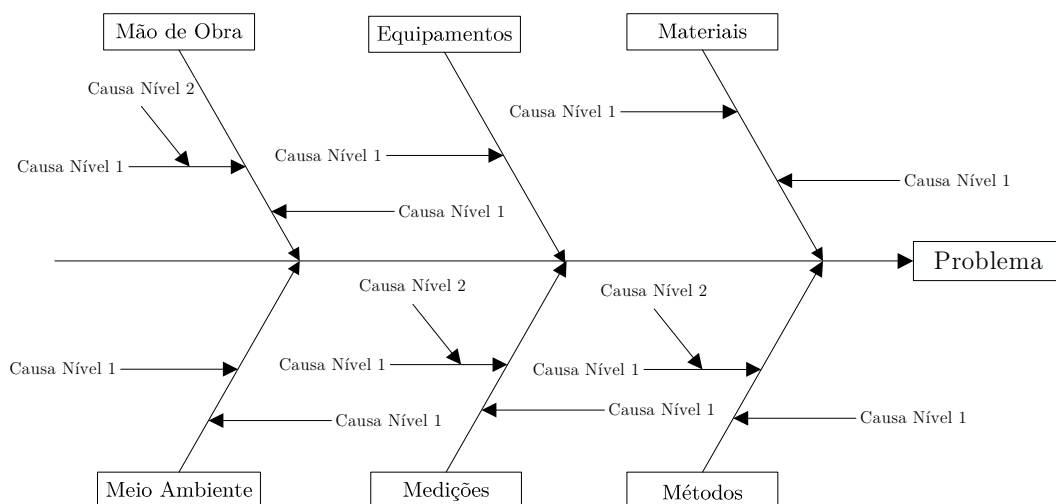 Mão de Obra
Equipamentos
Materiais
Causa Nível 2
Causa Nível 1
Causa Nível 1
Causa Nível 1
Causa Nível 1
Causa Nível 1
Problema
Causa Nível 2
Causa Nível 2
Causa Nível 1
Causa Nível 1
Causa Nível 1
Causa Nível 1
Causa Nível 1
Causa Nível 1
Meio Ambiente
Medições
Métodos